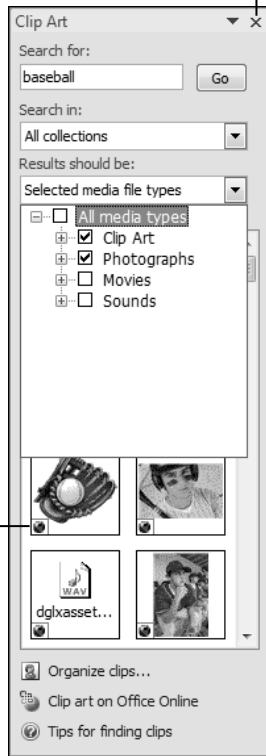 Clip Art
Search for:
baseball Go
Search in:
All collections
Results should be:
Selected media file types
All media types
Clip Art
Photographs
Movies
Sounds
WAV
dglxasset...
Organize clips...
Clip art on Office Online
Tips for finding clips